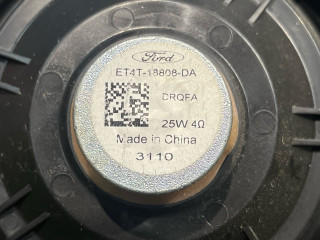 Ford
ET4T-18808-DA
CRQFA
25W 4Ω
Made in China
3110